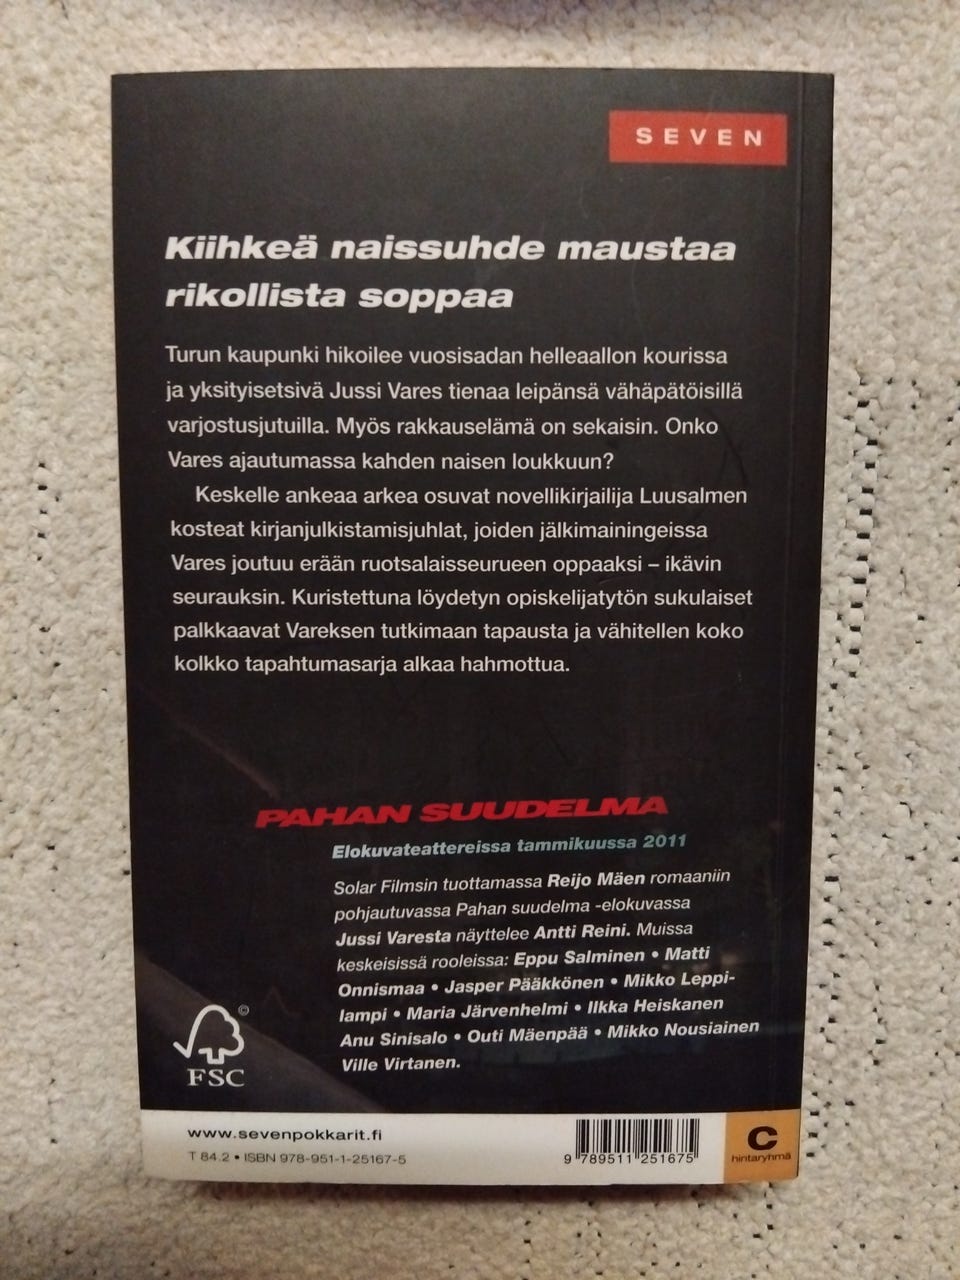 SEVEN
Kiihkeä naissuhde maustaa
rikollista soppaa
Turun kaupunki hikoilee vuosisadan helleaallon kourissa
ja yksityisetsivä Jussi Vares tienaa leipänsä vähäpätöisillä
varjostusjutuilla. Myös rakkauselämä on sekaisin. Onko
Vares ajautumassa kahden naisen loukkuun?
Keskelle ankeaa arkea osuvat novellikirjailija Luusalmen
kosteat kirjanjulkistamisjuhlat, joiden jälkimainingeissa
Vares joutuu erään ruotsalaisseurueen oppaaksi – ikävin
seurauksin. Kuristettuna löydetyn opiskelijatytön sukulaiset
palkkaavat Vareksen tutkimaan tapausta ja vähitellen koko
kolkko tapahtumasarja alkaa hahmottua.
PAHAN SUUDELMA
Elokuvateattereissa tammikuussa 2011
Solar Filmsin tuottamassa Reijo Mäen romaaniin
pohjautuvassa Pahan suudelma -elokuvassa
Jussi Varesta näyttelee Antti Reini. Muissa
keskeisissä rooleissa: Eppu Salminen • Matti
Onnismaa • Jasper Pääkkönen • Mikko Leppi-
lampi • Maria Järvenhelmi • Ilkka Heiskanen
Anu Sinisalo • Outi Mäenpää • Mikko Nousiainen
Ville Virtanen.
©
FSC
www.sevenpokkarit.fi
T 84.2 • ISBN 978-951-1-25167-5
9 789511 251675
C
hintaryhmä